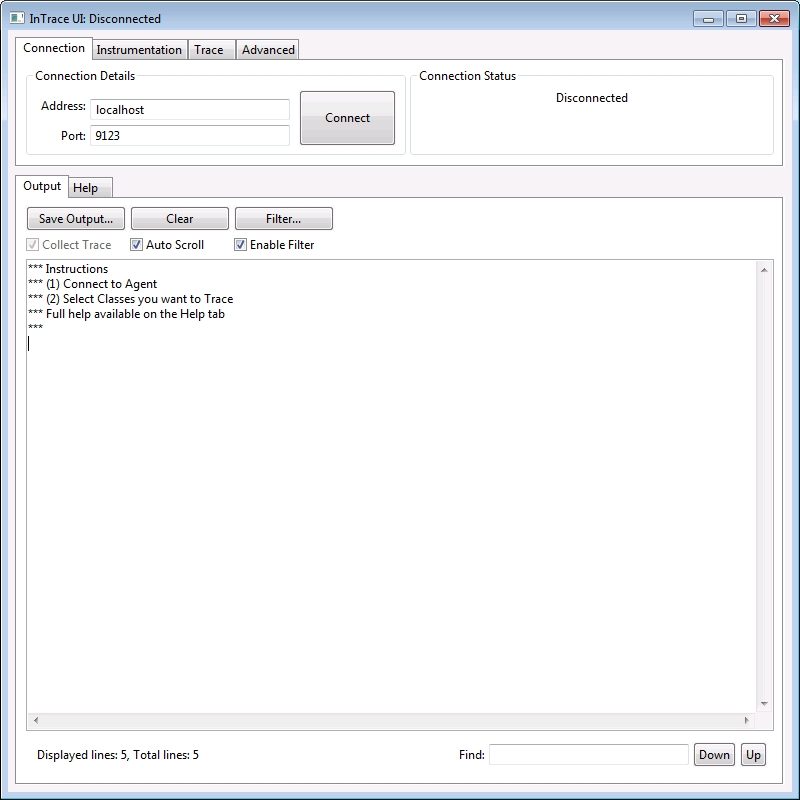 InTrace UI: Disconnected
Connection Instrumentation Trace Advanced
Connection Details
Connection Status
Address: localhost
Port: 9123
Connect
Disconnected
Output Help
Save Output... Clear Filter...
Collect Trace Auto Scroll Enable Filter
*** Instructions
*** (1) Connect to Agent
*** (2) Select Classes you want to Trace
*** Full help available on the Help tab
***
Displayed lines: 5, Total lines: 5
Find: Down Up